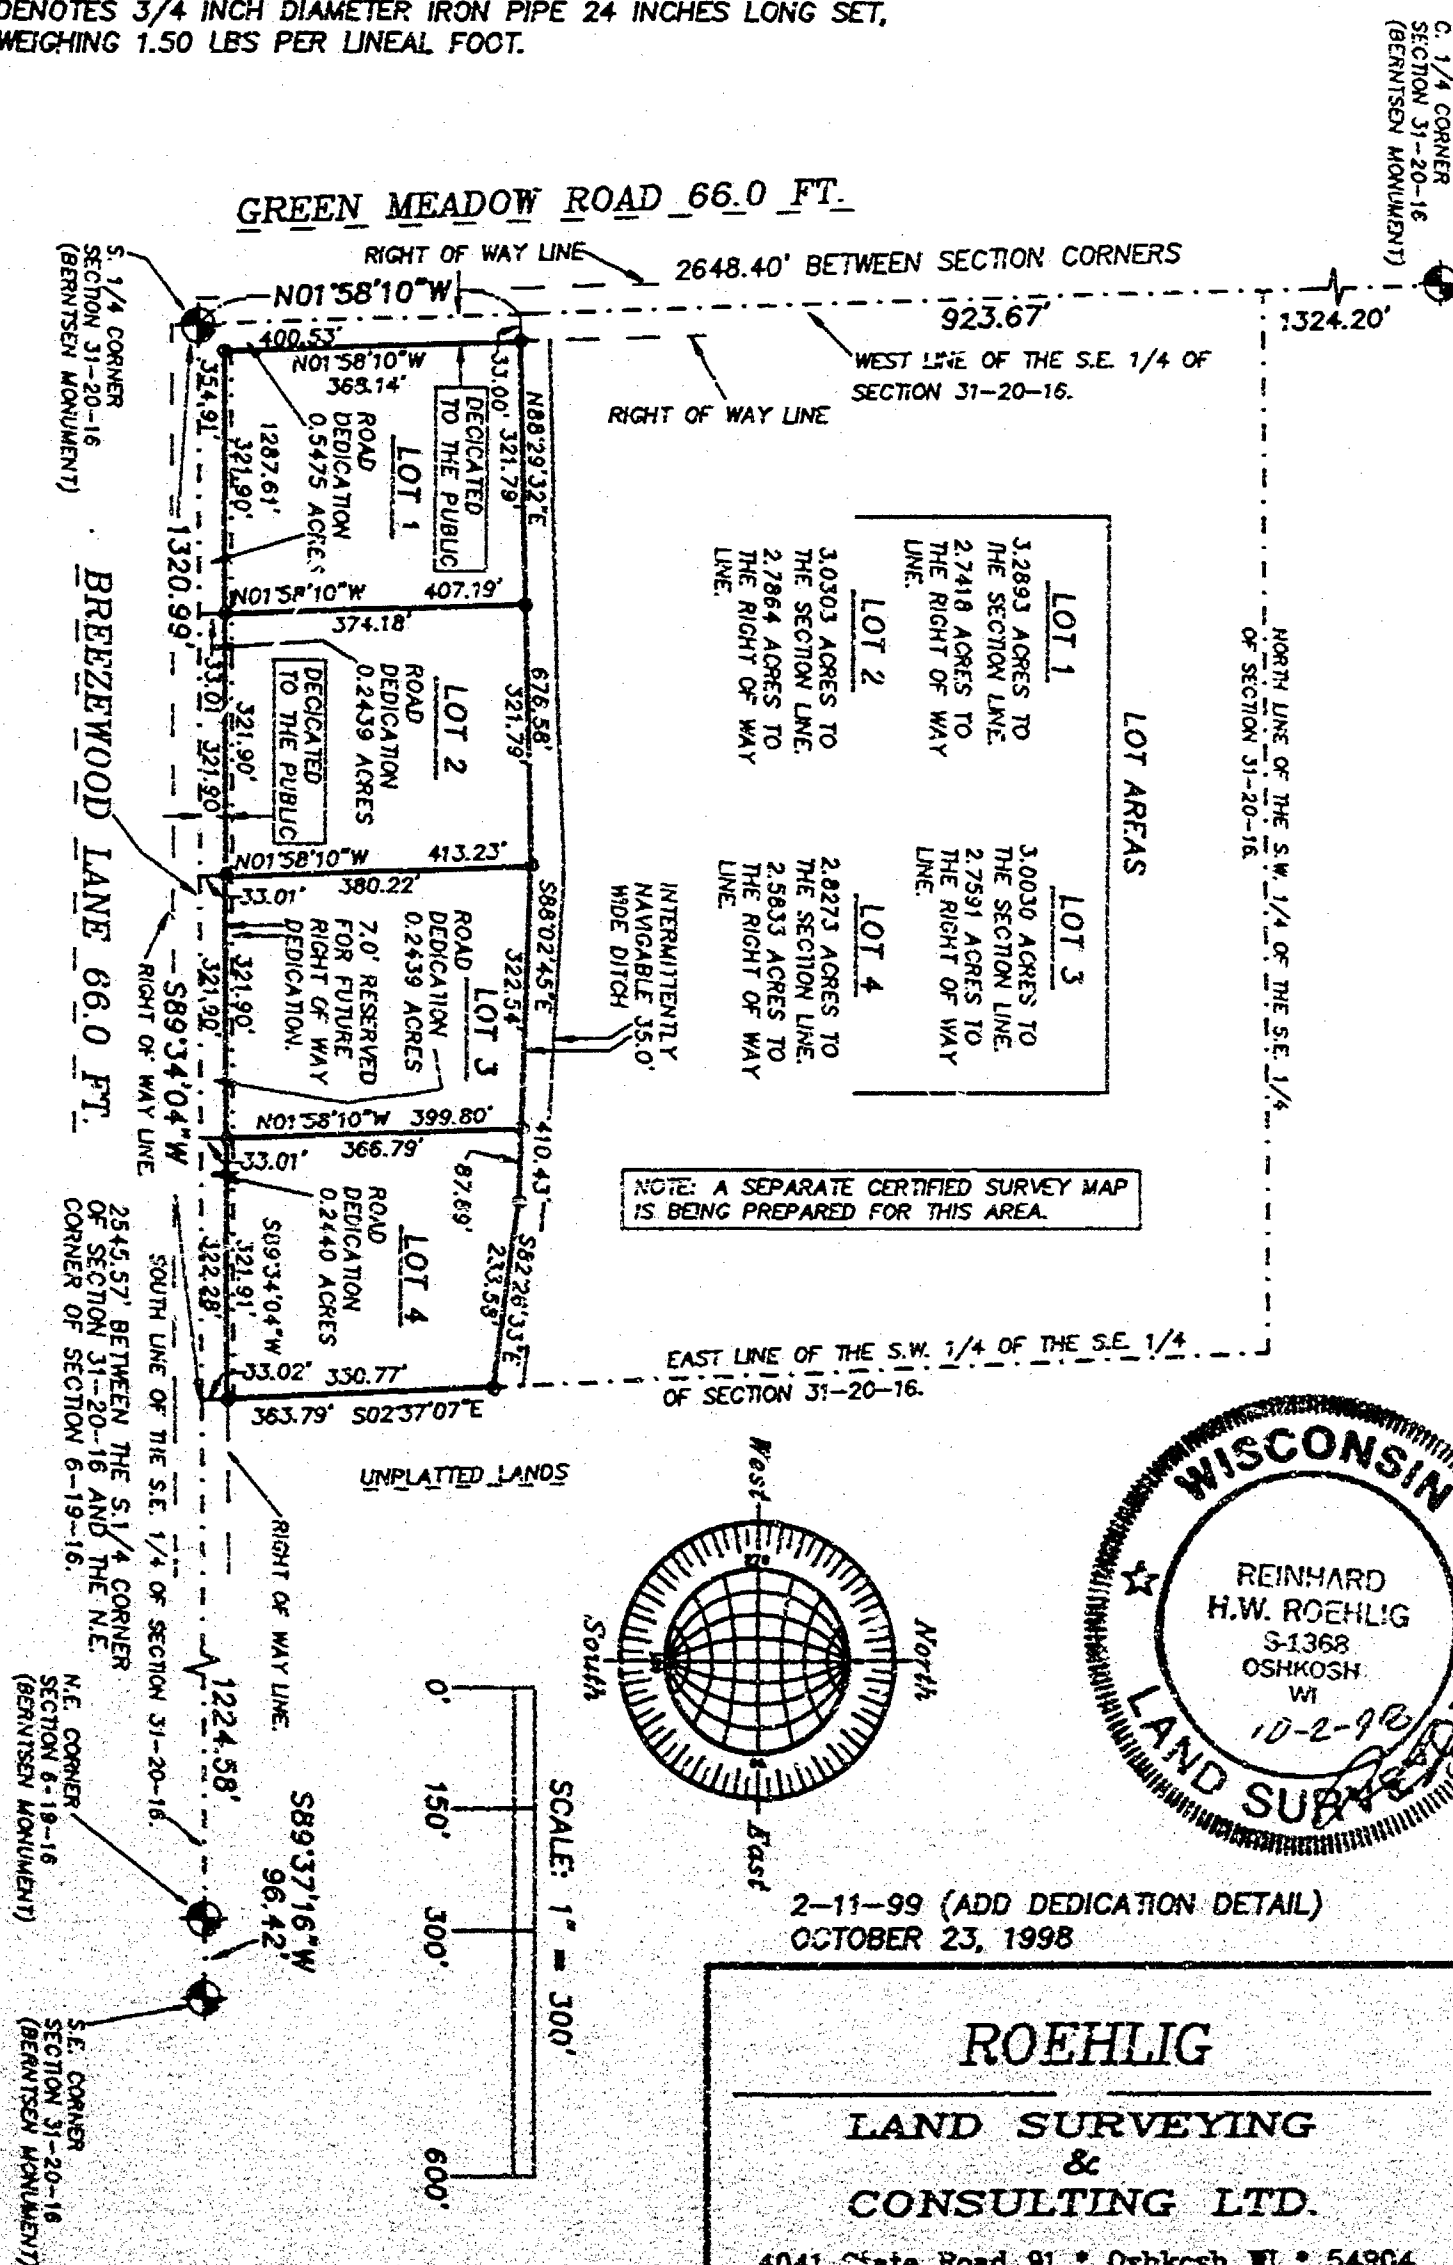 DENOTES 3/4 INCH DIAMETER IRON PIPE 24 INCHES LONG SET,
WEIGHING 1.50 LBS PER LINEAL FOOT.
C. 1/4 CORNER
SECTION 31-20-16
(BERNTSEN MONUMENT)
GREEN MEADOW ROAD 66.0 FT.
RIGHT OF WAY LINE
2648.40' BETWEEN SECTION CORNERS
S. 1/4 CORNER
SECTION 31-20-16
(BERNTSEN MONUMENT)
N01°58'10"W
400.53'
N01°58'10"W
368.14'
923.67'
1324.20'
WEST LINE OF THE S.E. 1/4 OF
SECTION 31-20-16.
RIGHT OF WAY LINE
33.00'
N88°29'32"E
321.79'
DECICATED
TO THE PUBLIC
LOT 1
ROAD
DEDICATION
0.5475 ACRES
1287.61'
321.90'
354.91'
N01°58'10"W 407.19'
374.18'
676.58'
321.79'
LOT 2
ROAD
DEDICATION
0.2439 ACRES
DECICATED
TO THE PUBLIC
321.90'
33.01
321.90'
1320.99'
N01°58'10"W 413.23'
380.22'
33.01'
S88°02'45"E
322.54'
LOT 3
ROAD
DEDICATION
0.2439 ACRES
7.0' RESERVED
FOR FUTURE
RIGHT OF WAY
DEDICATION.
321.90'
321.90'
N01°58'10"W 399.80'
366.79'
33.01'
410.43'
87.89'
S82°26'33"E
233.58'
LOT 4
ROAD
DEDICATION
0.2440 ACRES
S89°34'04"W
321.91'
322.28'
33.02' 330.77'
363.79' S02°37'07"E
BREEZEWOOD LANE 66.0 FT.
RIGHT OF WAY LINE.
S89°34'04"W
INTERMITTENTLY
NAVIGABLE 35.0'
WIDE DITCH
LOT AREAS
LOT 1
3.2893 ACRES TO
THE SECTION LINE.
2.7418 ACRES TO
THE RIGHT OF WAY
LINE.
LOT 2
3.0303 ACRES TO
THE SECTION LINE.
2.7864 ACRES TO
THE RIGHT OF WAY
LINE.
LOT 3
3.0030 ACRES TO
THE SECTION LINE.
2.7591 ACRES TO
THE RIGHT OF WAY
LINE.
LOT 4
2.8273 ACRES TO
THE SECTION LINE.
2.5833 ACRES TO
THE RIGHT OF WAY
LINE.
NORTH LINE OF THE S.W. 1/4 OF THE S.E. 1/4
OF SECTION 31-20-16.
NOTE: A SEPARATE CERTIFIED SURVEY MAP
IS BEING PREPARED FOR THIS AREA.
EAST LINE OF THE S.W. 1/4 OF THE S.E. 1/4
OF SECTION 31-20-16.
UNPLATTED LANDS
SOUTH LINE OF THE S.E. 1/4 OF SECTION 31-20-16.
2545.57' BETWEEN THE S.1/4 CORNER
OF SECTION 31-20-16 AND THE N.E.
CORNER OF SECTION 6-19-16.
RIGHT OF WAY LINE.
1224.58'
S89°37'16"W
96.42'
N.E. CORNER
SECTION 6-19-16
(BERNTSEN MONUMENT)
S.E. CORNER
SECTION 31-20-16
(BERNTSEN MONUMENT)
West
North
South
East
SCALE: 1" = 300'
0' 150' 300' 600'
WISCONSIN
REINHARD
H.W. ROEHLIG
S-1368
OSHKOSH
WI
10-2-98
LAND SURVEYOR
2-11-99 (ADD DEDICATION DETAIL)
OCTOBER 23, 1998
ROEHLIG
LAND SURVEYING
&
CONSULTING LTD.
4041 State Road 91 * Oshkosh WI * 54904